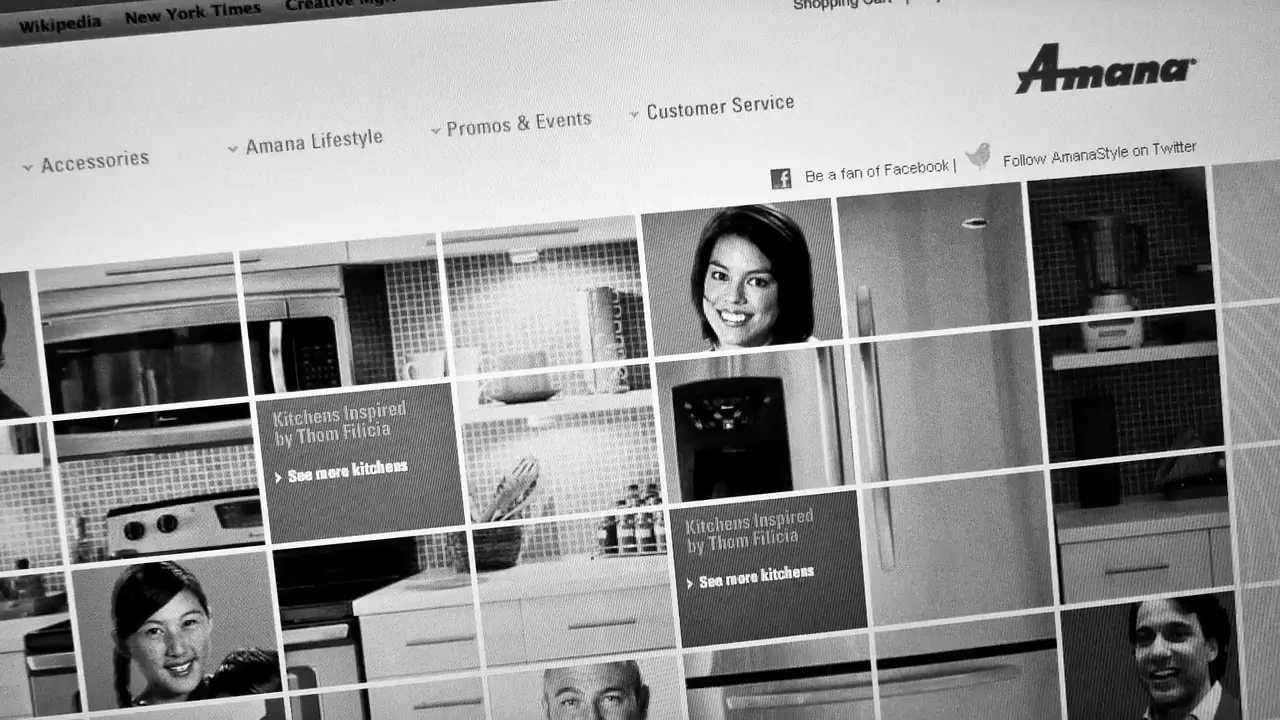 Wikipedia New York Times Creative
Shopping Cart |
Amana
Accessories Amana Lifestyle Promos & Events Customer Service
Be a fan of Facebook | Follow AmanaStyle on Twitter
Kitchens Inspired
by Thom Filicia
See more kitchens
Kitchens Inspired
by Thom Filicia
See more kitchens